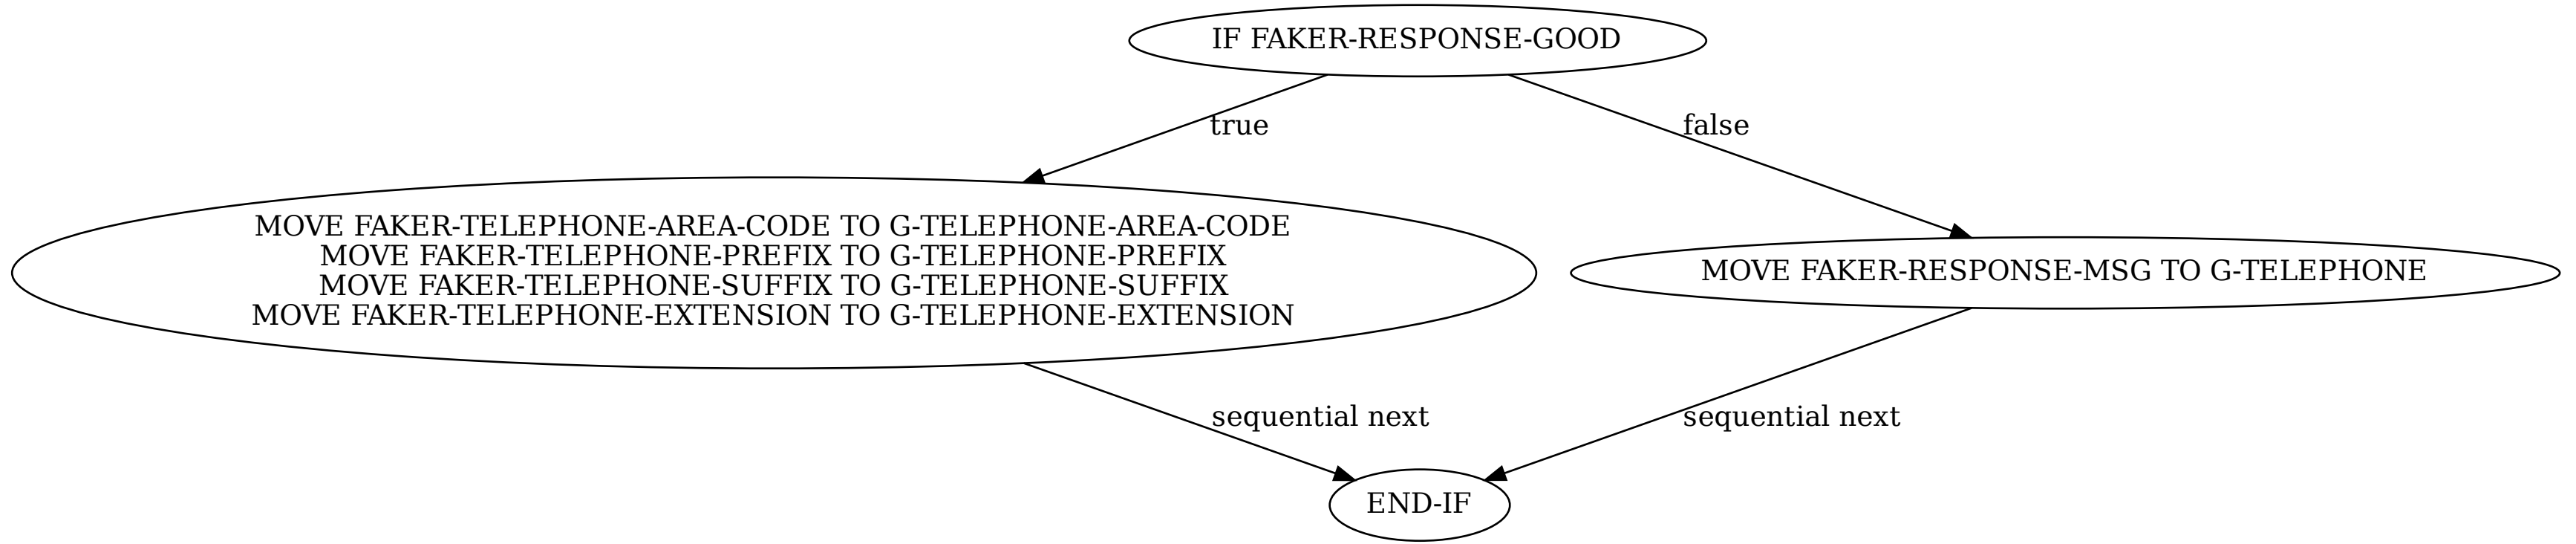 IF FAKER-RESPONSE-GOOD
true
false
MOVE FAKER-TELEPHONE-AREA-CODE TO G-TELEPHONE-AREA-CODE
MOVE FAKER-TELEPHONE-PREFIX TO G-TELEPHONE-PREFIX
MOVE FAKER-TELEPHONE-SUFFIX TO G-TELEPHONE-SUFFIX
MOVE FAKER-TELEPHONE-EXTENSION TO G-TELEPHONE-EXTENSION
MOVE FAKER-RESPONSE-MSG TO G-TELEPHONE
sequential next
sequential next
END-IF